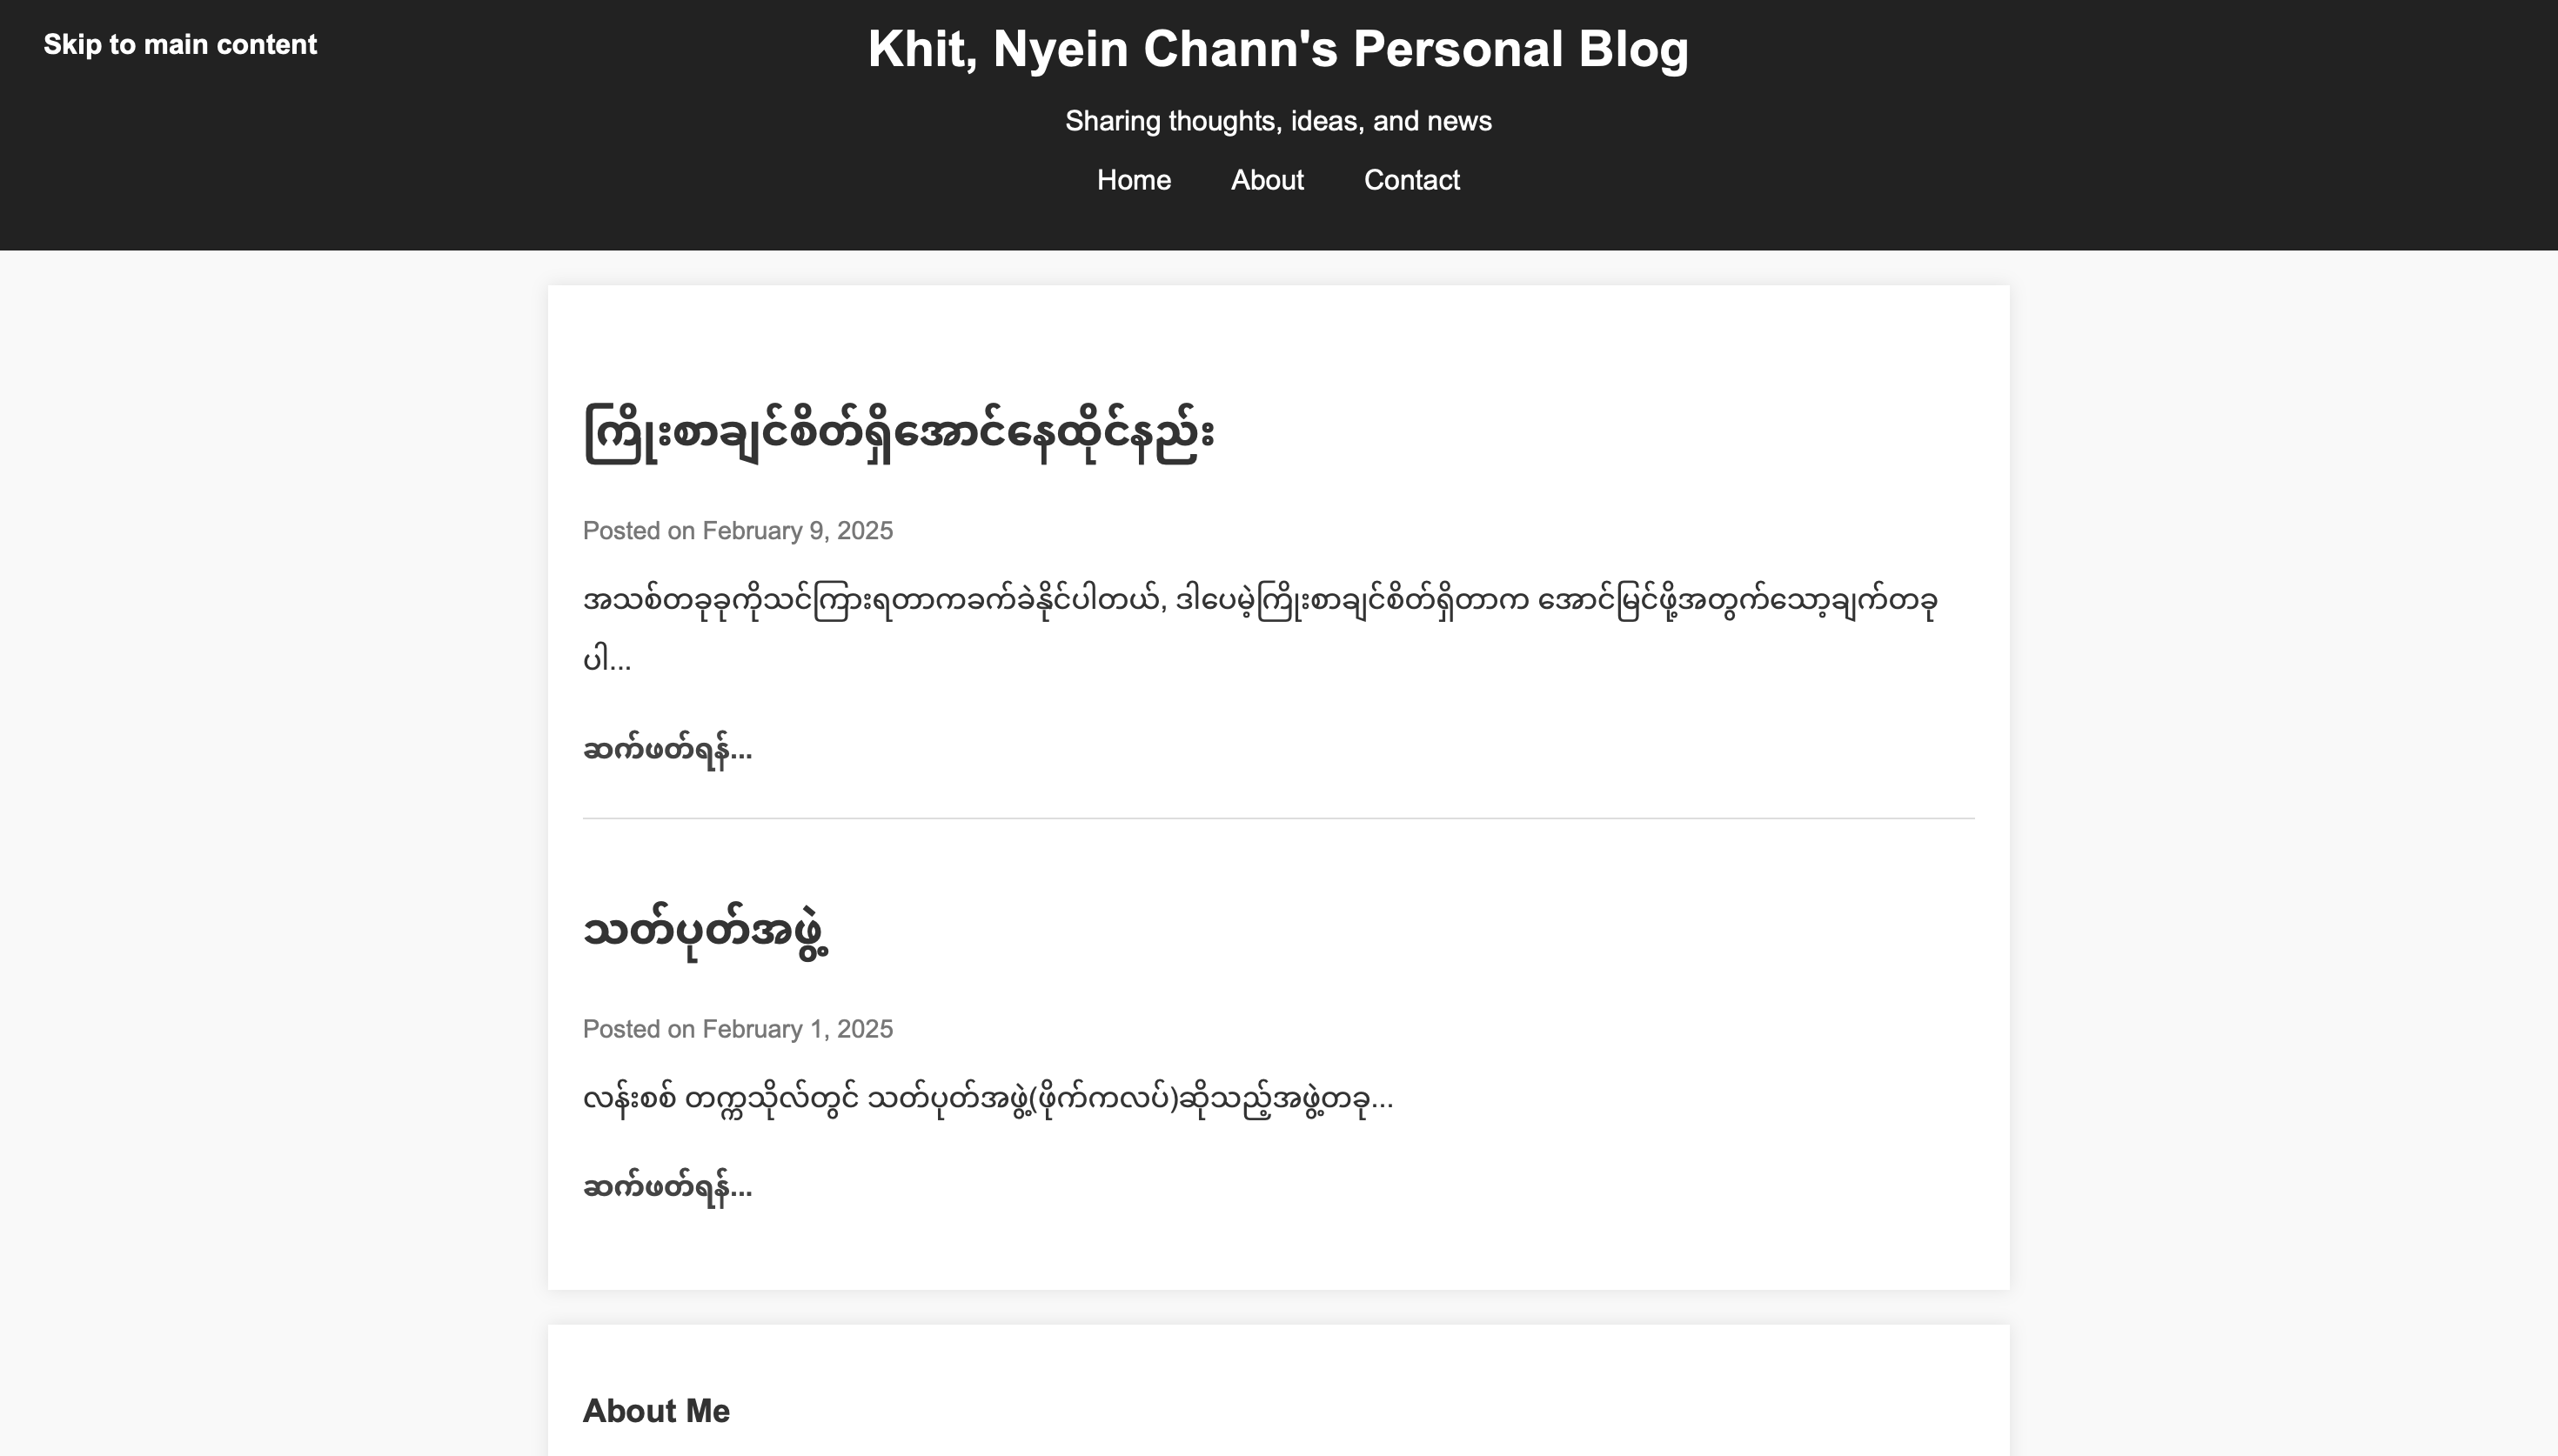 Skip to main content
Khit, Nyein Chann's Personal Blog
Sharing thoughts, ideas, and news
Home About Contact
ကြိုးစာချင်စိတ်ရှိအောင်နေထိုင်နည်း
Posted on February 9, 2025
အသစ်တခုခုကိုသင်ကြားရတာကခက်ခဲနိုင်ပါတယ်, ဒါပေမဲ့ကြိုးစာချင်စိတ်ရှိတာက အောင်မြင်ဖို့အတွက်သော့ချက်တခု
ပါ...
ဆက်ဖတ်ရန်...
သတ်ပုတ်အဖွဲ့
Posted on February 1, 2025
လန်းစစ် တက္ကသိုလ်တွင် သတ်ပုတ်အဖွဲ့(ဖိုက်ကလပ်)ဆိုသည့်အဖွဲ့တခု...
ဆက်ဖတ်ရန်...
About Me